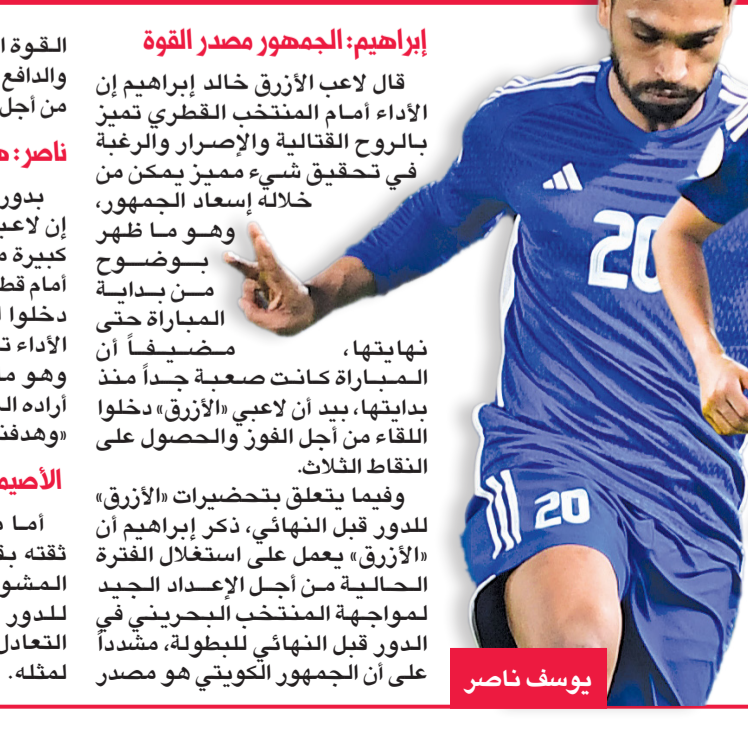 إبراهيم: الجمهور مصدر القوة
قال لاعب الأزرق خالد إبراهيم إن
الأداء أمام المنتخب القطري تميز
بالروح القتالية والإصرار والرغبة
في تحقيق شيء مميز يمكن من
خلاله إسعاد الجمهور،
وهو ما ظهر
بوضوح
من بداية
المباراة حتى
نهايتها، مضيفاً أن
المباراة كانت صعبة جداً منذ
بدايتها، بيد أن لاعبي «الأزرق» دخلوا
اللقاء من أجل الفوز والحصول على
النقاط الثلاث.
وفيما يتعلق بتحضيرات «الأزرق»
للدور قبل النهائي، ذكر إبراهيم أن
«الأزرق» يعمل على استغلال الفترة
الحالية من أجل الإعداد الجيد
لمواجهة المنتخب البحريني في
الدور قبل النهائي للبطولة، مشدداً
على أن الجمهور الكويتي هو مصدر
القوة
والدافع
من أجل
ناصر:
بدور
إن لاعب
كبيرة
أمام قط
دخلوا
الأداء
وهو
أراده
«وهدفن
الأصيم
أما
ثقته
المشو
للدور
التعادل
لمثله.
20
20
يوسف ناصر